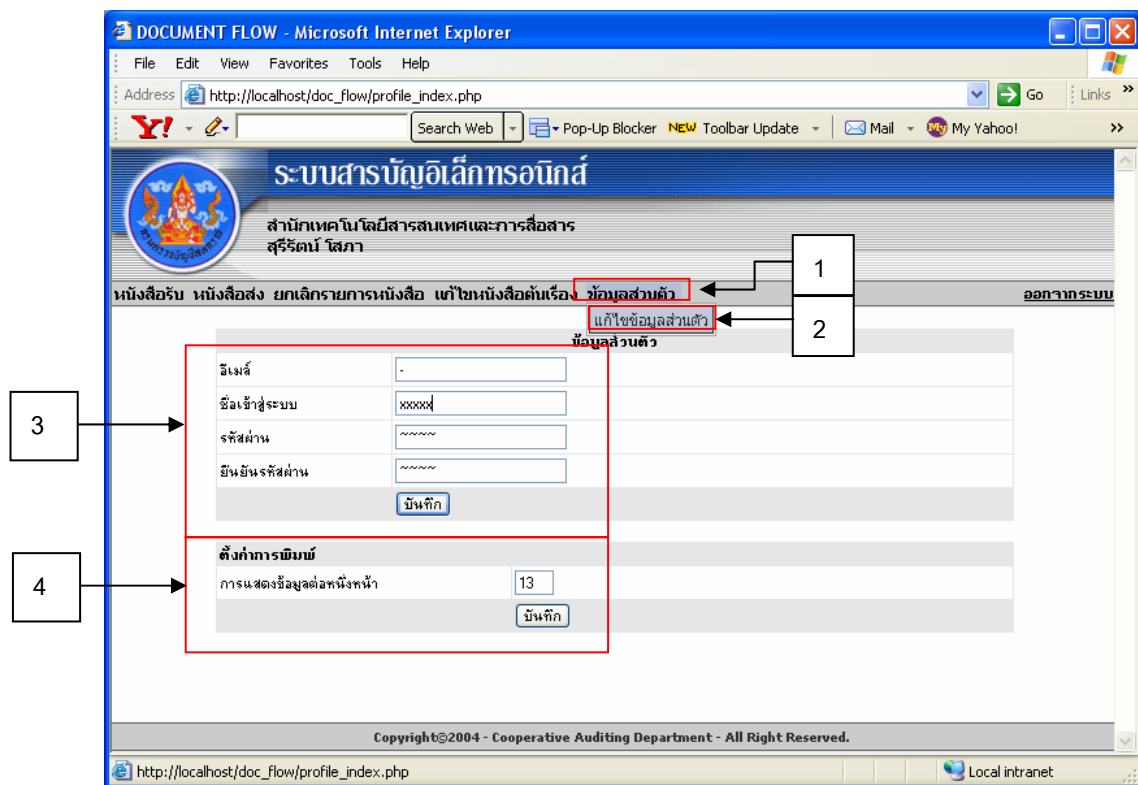 DOCUMENT FLOW - Microsoft Internet Explorer
File Edit View Favorites Tools Help
Address http://localhost/doc_flow/profile_index.php Go Links »
Y! Search Web Pop-Up Blocker NEW Toolbar Update Mail My Yahoo! »
ระบบสารบัญอิเล็กทรอนิกส์
สำนักเทคโนโลยีสารสนเทศและการสื่อสาร
สุรีรัตน์ โสภา
1
หนังสือรับ หนังสือส่ง ยกเลิกรายการหนังสือ แก้ไขหนังสือต้นเรื่อง ข้อมูลส่วนตัว ออกจากระบบ
แก้ไขข้อมูลส่วนตัว
2
ข้อมูลส่วนตัว
อีเมล์ -
ชื่อเข้าสู่ระบบ xxxxx
3
รหัสผ่าน ~~~~
ยืนยันรหัสผ่าน ~~~~
บันทึก
ตั้งค่าการพิมพ์
4
การแสดงข้อมูลต่อหนึ่งหน้า 13
บันทึก
Copyright©2004 - Cooperative Auditing Department - All Right Reserved.
http://localhost/doc_flow/profile_index.php Local intranet